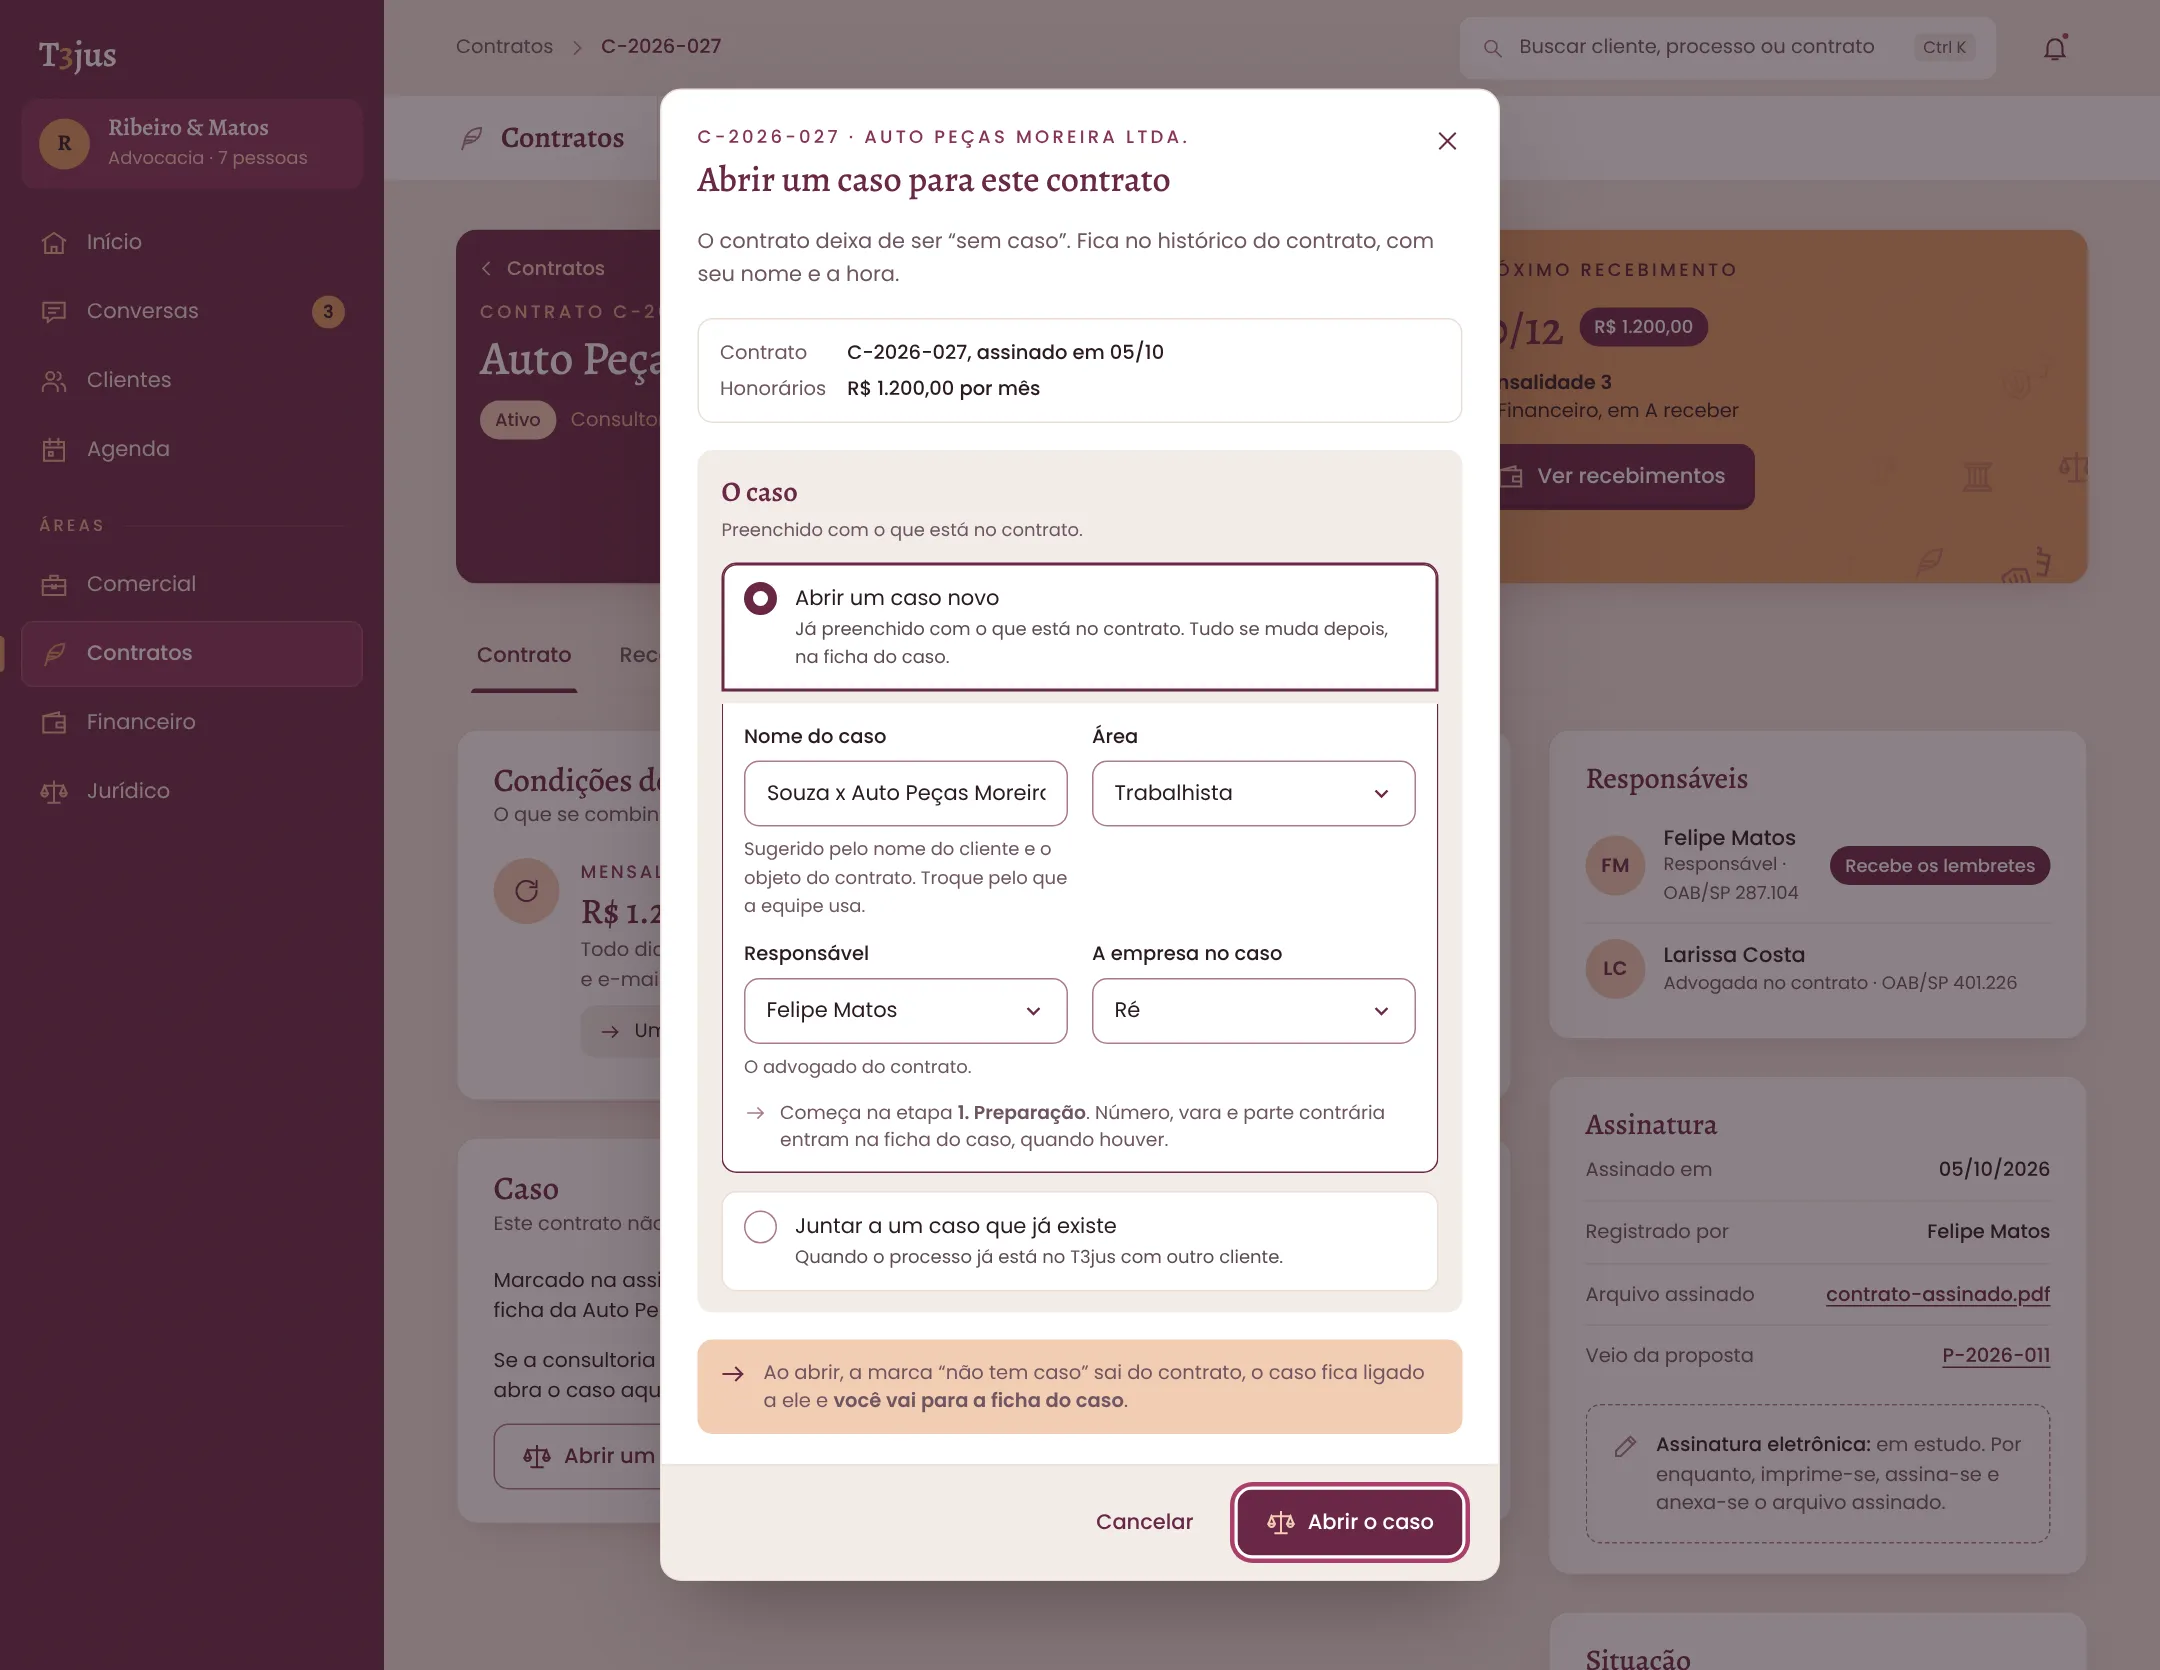 T3jus
Ribeiro & Matos
R
Advocacia · 7 pessoas
Início
Conversas
3
Clientes
Agenda
ÁREAS
Comercial
Contratos
Financeiro
Jurídico
Contratos
C-2026-027
Buscar cliente, processo ou contrato
Ctrl K
Contratos
Contratos
CONTRATO C-2
Auto Peça
Ativo
ÓXIMO RECEBIMENTO
/12
R$ 1.200,00
nsalidade 3
Financeiro, em A receber
Ver recebimentos
Contrato
Condições d
O que se combin
R$ 1.2
Todo dia
e e-mai
Caso
Este contrato não
Marcado na assi
ficha da Auto Pe
Se a consultoria
abra o caso aqu
Abrir um
C-2026-027 · AUTO PEÇAS MOREIRA LTDA.
Abrir um caso para este contrato
O contrato deixa de ser “sem caso”. Fica no histórico do contrato, com
seu nome e a hora.
Contrato
C-2026-027, assinado em 05/10
Honorários
R$ 1.200,00 por mês
O caso
Preenchido com o que está no contrato.
Abrir um caso novo
Já preenchido com o que está no contrato. Tudo se muda depois,
na ficha do caso.
Nome do caso
Área
Souza x Auto Peças Moreir
Trabalhista
Sugerido pelo nome do cliente e o
objeto do contrato. Troque pelo que
a equipe usa.
Responsável
A empresa no caso
Felipe Matos
Ré
O advogado do contrato.
Começa na etapa 1. Preparação. Número, vara e parte contrária
entram na ficha do caso, quando houver.
Juntar a um caso que já existe
Quando o processo já está no T3jus com outro cliente.
Ao abrir, a marca “não tem caso” sai do contrato, o caso fica ligado
a ele e você vai para a ficha do caso.
Cancelar
Abrir o caso
Responsáveis
FM
Felipe Matos
Responsável ·
OAB/SP 287.104
Recebe os lembretes
LC
Larissa Costa
Advogada no contrato · OAB/SP 401.226
Assinatura
Assinado em
05/10/2026
Registrado por
Felipe Matos
Arquivo assinado
contrato-assinado.pdf
Veio da proposta
P-2026-011
Assinatura eletrônica: em estudo. Por
enquanto, imprime-se, assina-se e
anexa-se o arquivo assinado.
Situação